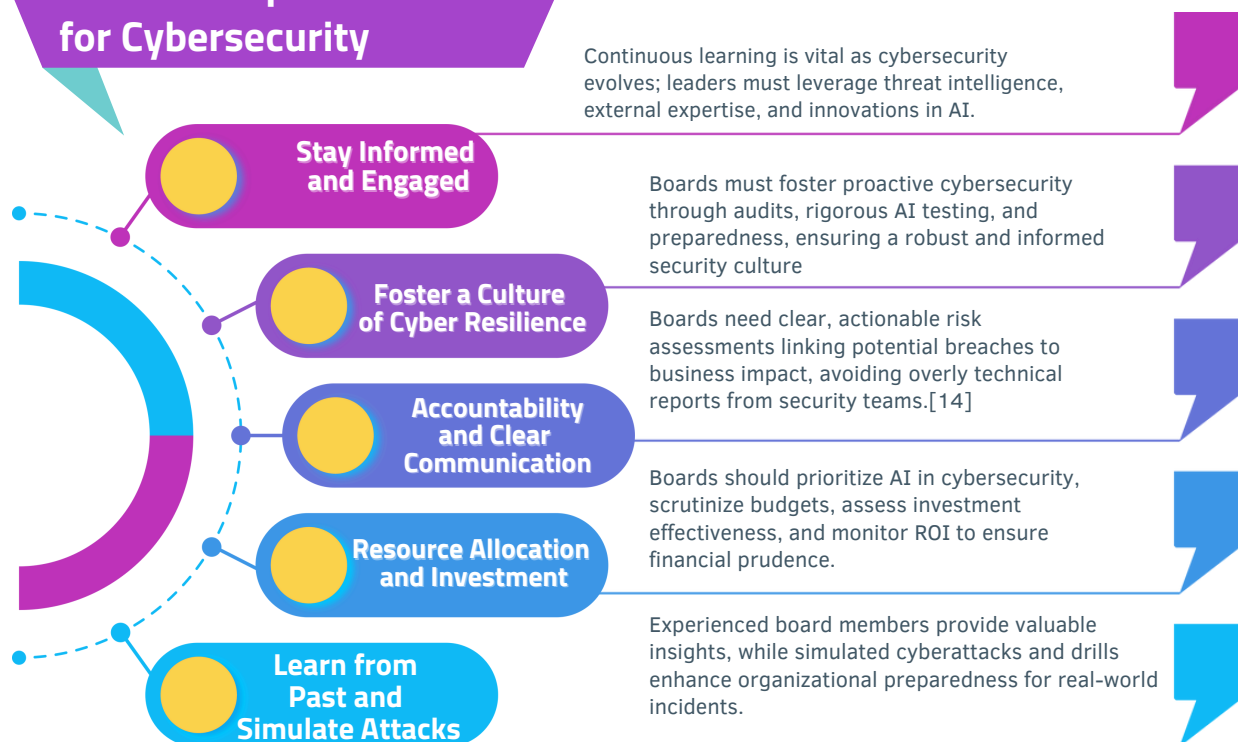 for Cybersecurity
Continuous learning is vital as cybersecurity
evolves; leaders must leverage threat intelligence,
external expertise, and innovations in AI.
Stay Informed
and Engaged
Boards must foster proactive cybersecurity
through audits, rigorous AI testing, and
preparedness, ensuring a robust and informed
security culture
Foster a Culture
of Cyber Resilience
Boards need clear, actionable risk
assessments linking potential breaches to
business impact, avoiding overly technical
reports from security teams.[14]
Accountability
and Clear
Communication
Boards should prioritize AI in cybersecurity,
scrutinize budgets, assess investment
effectiveness, and monitor ROI to ensure
financial prudence.
Resource Allocation
and Investment
Experienced board members provide valuable
insights, while simulated cyberattacks and drills
enhance organizational preparedness for real-world
incidents.
Learn from
Past and
Simulate Attacks